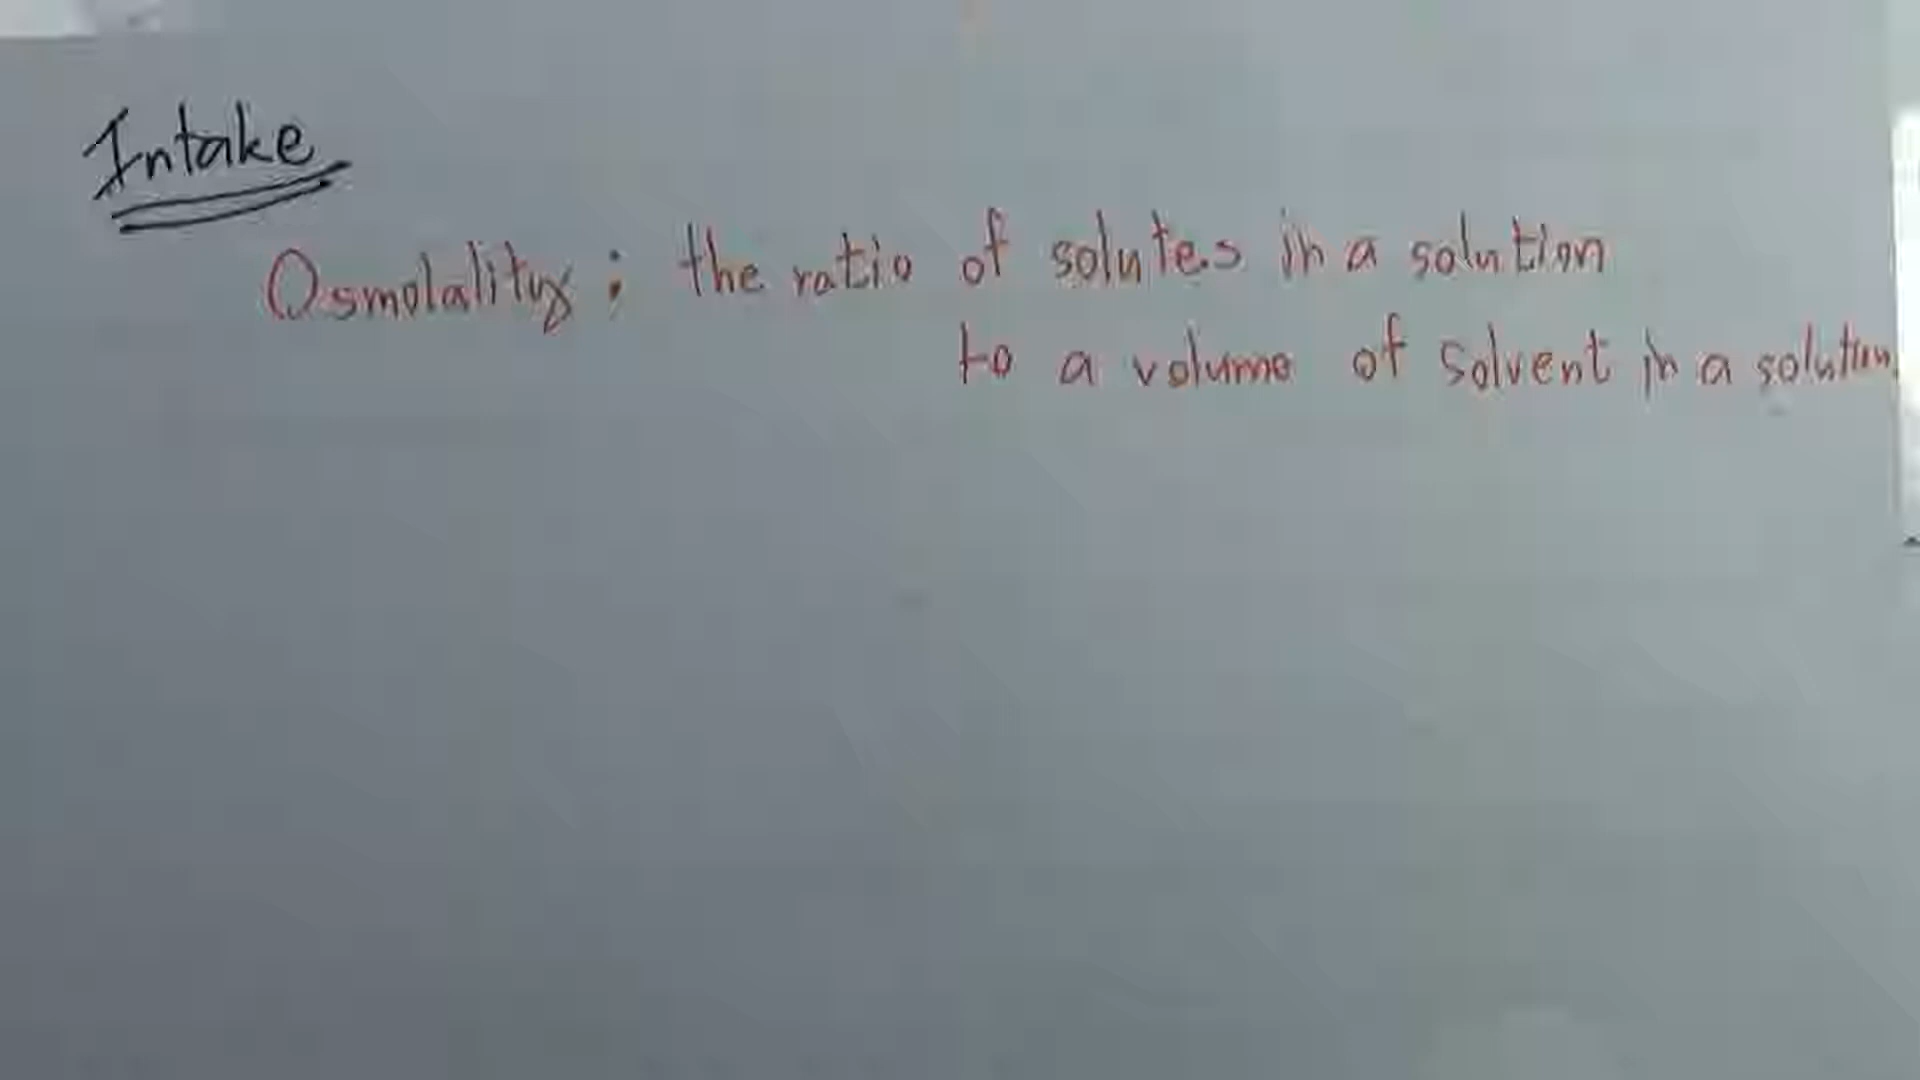 Intake
Osmolality; the ratio of solutes in a solution
to a volume of solvent in a solution.